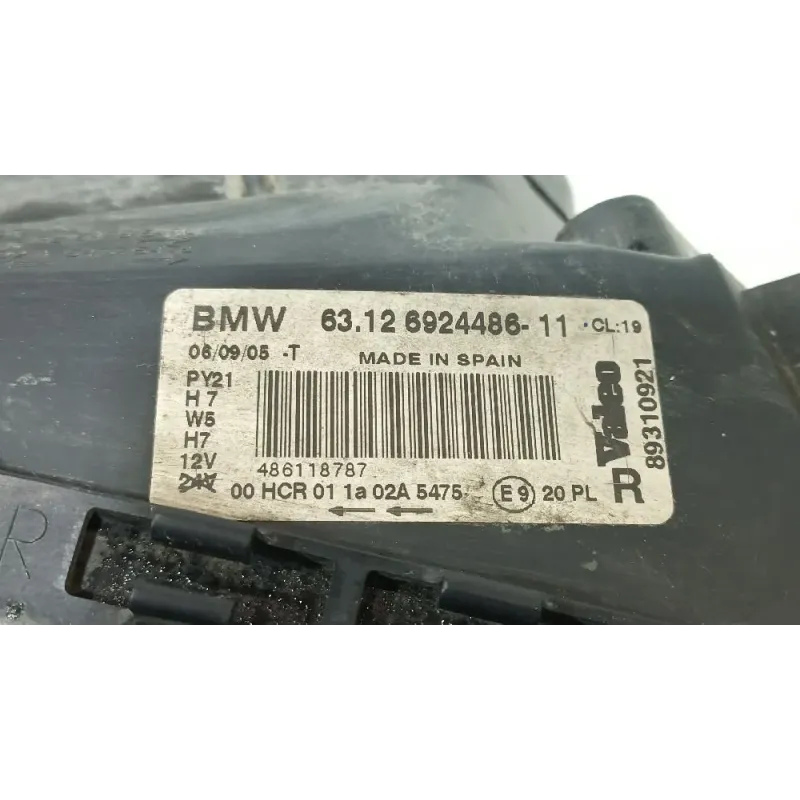 BMW 63.12 6924486-11 ·CL:19
06/09/05 -T MADE IN SPAIN
PY21
H7
W5
H7
12V
24V
486118787
00 HCR 01 1a 02A 5475 E9 20 PL
R
Valeo
89310921
R